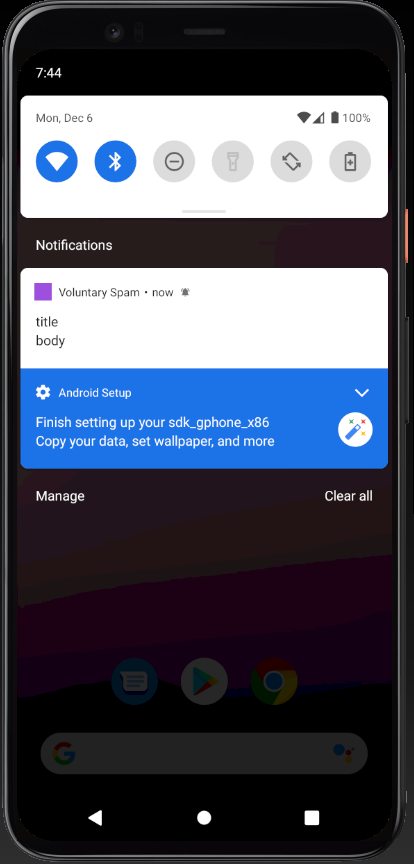 7:44
Mon, Dec 6
100%
Notifications
Voluntary Spam • now
title
body
Android Setup
Finish setting up your sdk_gphone_x86
Copy your data, set wallpaper, and more
Manage
Clear all